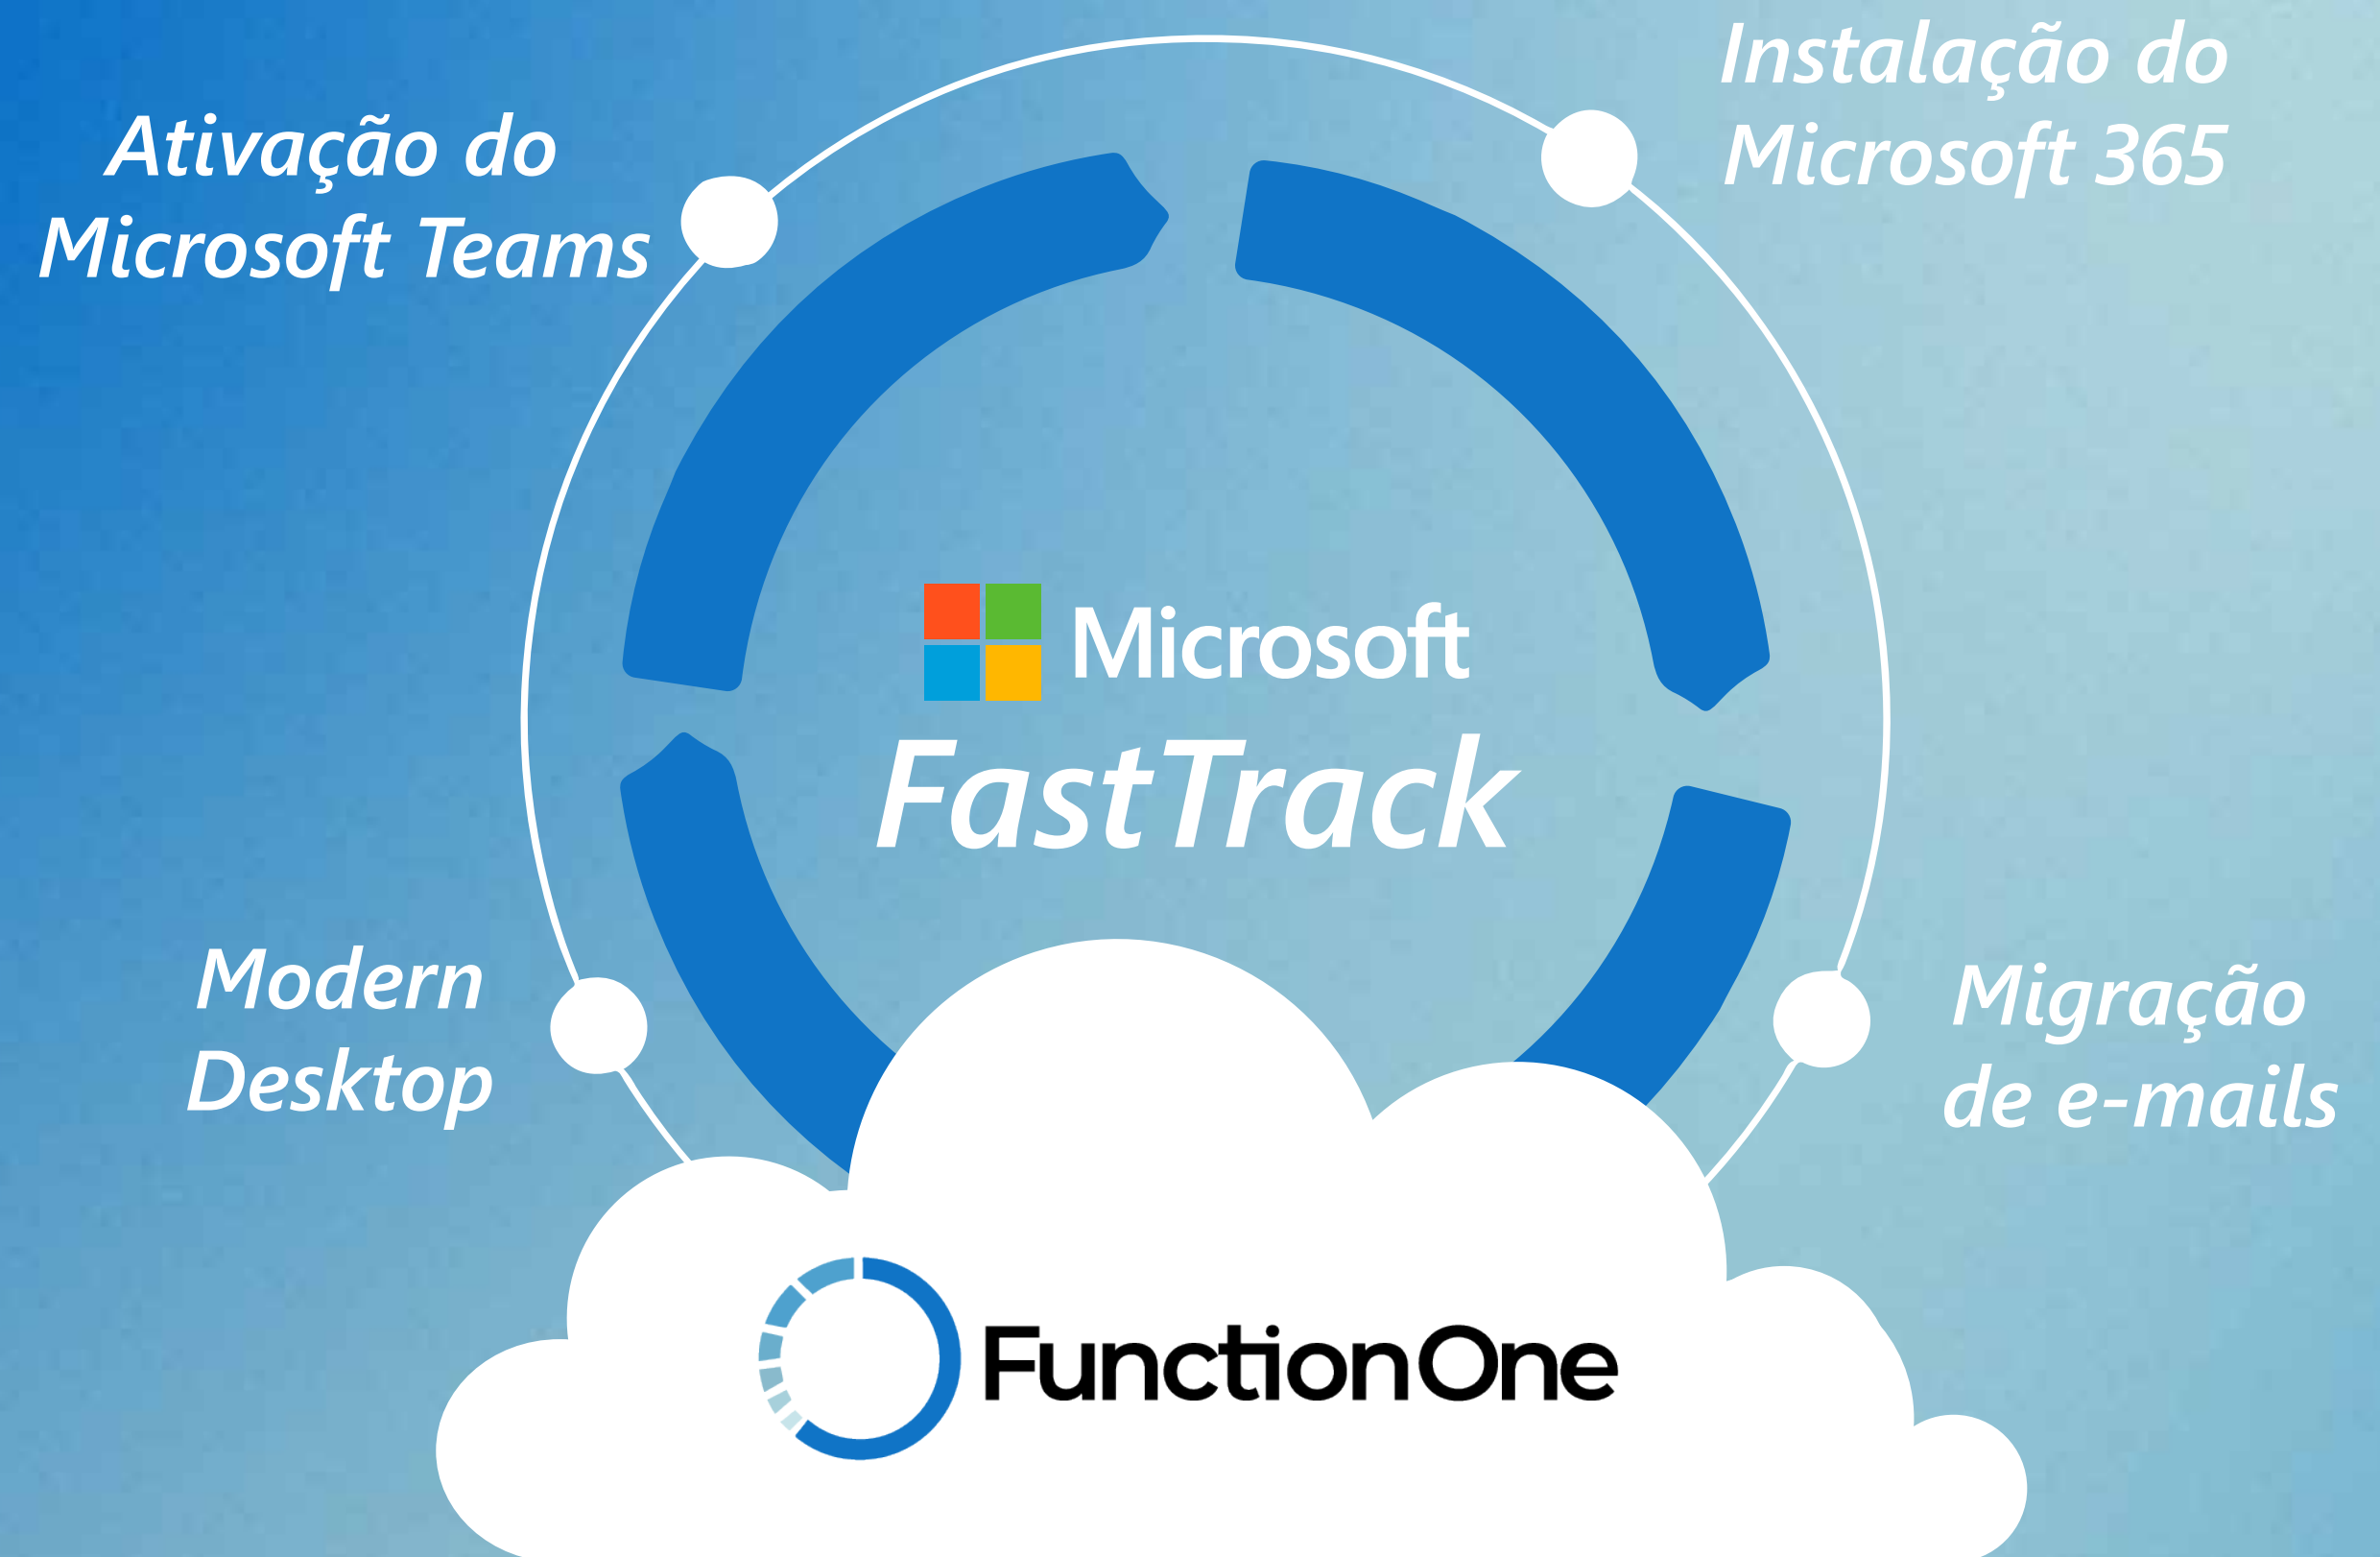 Instalação do
Microsoft 365
Ativação do
Microsoft Teams
Microsoft
FastTrack
Modern
Desktop
Migração
de e-mails
FunctionOne